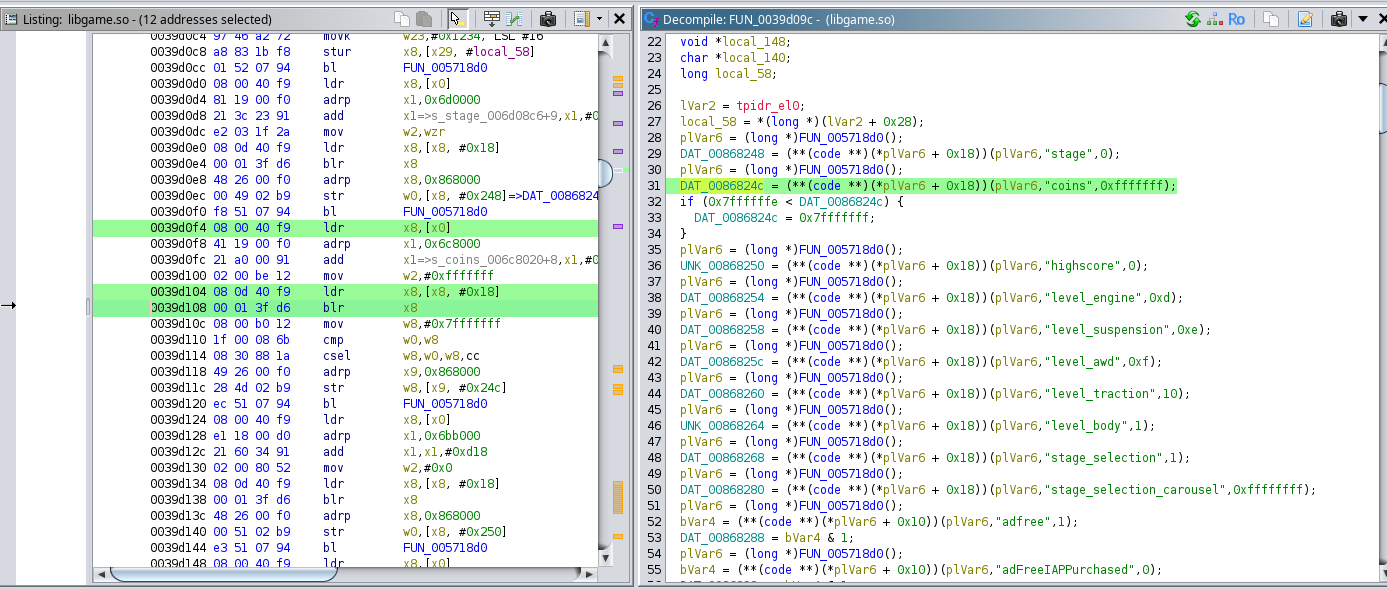 Listing: libgame.so - (12 addresses selected)
0039d0c4 97 46 a2 72 movk w23,#0x1234, LSL #16
0039d0c8 a8 83 1b f8 stur x8,[x29, #local_58]
0039d0cc 01 52 07 94 bl FUN_005718d0
0039d0d0 08 00 40 f9 ldr x8,[x0]
0039d0d4 81 19 00 f0 adrp x1,0x6d0000
0039d0d8 21 3c 23 91 add x1=>s_stage_006d08c6+9,x1,#0
0039d0dc e2 03 1f 2a mov w2,wzr
0039d0e0 08 0d 40 f9 ldr x8,[x8, #0x18]
0039d0e4 00 01 3f d6 blr x8
0039d0e8 48 26 00 f0 adrp x8,0x868000
0039d0ec 00 49 02 b9 str w0,[x8, #0x248]=>DAT_0086824
0039d0f0 f8 51 07 94 bl FUN_005718d0
0039d0f4 08 00 40 f9 ldr x8,[x0]
0039d0f8 41 19 00 f0 adrp x1,0x6c8000
0039d0fc 21 a0 00 91 add x1=>s_coins_006c8020+8,x1,#0
0039d100 02 00 be 12 mov w2,#0xfffffff
0039d104 08 0d 40 f9 ldr x8,[x8, #0x18]
0039d108 00 01 3f d6 blr x8
0039d10c 08 00 b0 12 mov w8,#0x7fffffff
0039d110 1f 00 08 6b cmp w0,w8
0039d114 08 30 88 1a csel w8,w0,w8,cc
0039d118 49 26 00 f0 adrp x9,0x868000
0039d11c 28 4d 02 b9 str w8,[x9, #0x24c]
0039d120 ec 51 07 94 bl FUN_005718d0
0039d124 08 00 40 f9 ldr x8,[x0]
0039d128 e1 18 00 d0 adrp x1,0x6bb000
0039d12c 21 60 34 91 add x1,x1,#0xd18
0039d130 02 00 80 52 mov w2,#0x0
0039d134 08 0d 40 f9 ldr x8,[x8, #0x18]
0039d138 00 01 3f d6 blr x8
0039d13c 48 26 00 f0 adrp x8,0x868000
0039d140 00 51 02 b9 str w0,[x8, #0x250]
0039d144 e3 51 07 94 bl FUN_005718d0
0039d148 08 00 40 f9 ldr x8,[x0]
Decompile: FUN_0039d09c - (libgame.so)
Ro
22 void *local_148;
23 char *local_140;
24 long local_58;
25
26 lVar2 = tpidr_el0;
27 local_58 = *(long *)(lVar2 + 0x28);
28 plVar6 = (long *)FUN_005718d0();
29 DAT_00868248 = (**(code **)(*plVar6 + 0x18))(plVar6,"stage",0);
30 plVar6 = (long *)FUN_005718d0();
31 DAT_0086824c = (**(code **)(*plVar6 + 0x18))(plVar6,"coins",0xfffffff);
32 if (0x7ffffffe < DAT_0086824c) {
33 DAT_0086824c = 0x7fffffff;
34 }
35 plVar6 = (long *)FUN_005718d0();
36 UNK_00868250 = (**(code **)(*plVar6 + 0x18))(plVar6,"highscore",0);
37 plVar6 = (long *)FUN_005718d0();
38 DAT_00868254 = (**(code **)(*plVar6 + 0x18))(plVar6,"level_engine",0xd);
39 plVar6 = (long *)FUN_005718d0();
40 DAT_00868258 = (**(code **)(*plVar6 + 0x18))(plVar6,"level_suspension",0xe);
41 plVar6 = (long *)FUN_005718d0();
42 DAT_0086825c = (**(code **)(*plVar6 + 0x18))(plVar6,"level_awd",0xf);
43 plVar6 = (long *)FUN_005718d0();
44 DAT_00868260 = (**(code **)(*plVar6 + 0x18))(plVar6,"level_traction",10);
45 plVar6 = (long *)FUN_005718d0();
46 UNK_00868264 = (**(code **)(*plVar6 + 0x18))(plVar6,"level_body",1);
47 plVar6 = (long *)FUN_005718d0();
48 DAT_00868268 = (**(code **)(*plVar6 + 0x18))(plVar6,"stage_selection",1);
49 plVar6 = (long *)FUN_005718d0();
50 DAT_00868280 = (**(code **)(*plVar6 + 0x18))(plVar6,"stage_selection_carousel",0xffffffff);
51 plVar6 = (long *)FUN_005718d0();
52 bVar4 = (**(code **)(*plVar6 + 0x10))(plVar6,"adfree",1);
53 DAT_00868288 = bVar4 & 1;
54 plVar6 = (long *)FUN_005718d0();
55 bVar4 = (**(code **)(*plVar6 + 0x10))(plVar6,"adFreeIAPPurchased",0);